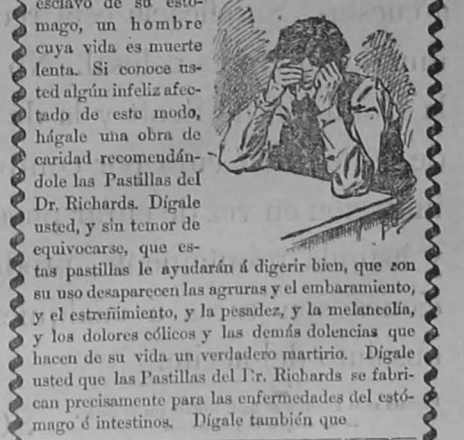 esclavo de su estó-
mago, un hombre
cuya vida es muerte
lenta. Si conoce us-
ted algún infeliz afec-
tado de este modo,
hágale una obra de
caridad recomendán-
dole las Pastillas del
Dr. Richards. Dígale
usted, y sin temor de
equivocarse, que es-
tas pastillas le ayudarán á digerir bien, que con
su uso desaparecen las agruras y el embaramiento,
y el estreñimiento, y la pesadez, y la melancolía,
y los dolores cólicos y las demás dolencias que
hacen de su vida un verdadero martirio. Dígale
usted que las Pastillas del Dr. Richards se fabri-
can precisamente para las enfermedades del estó-
mago é intestinos. Dígale también que